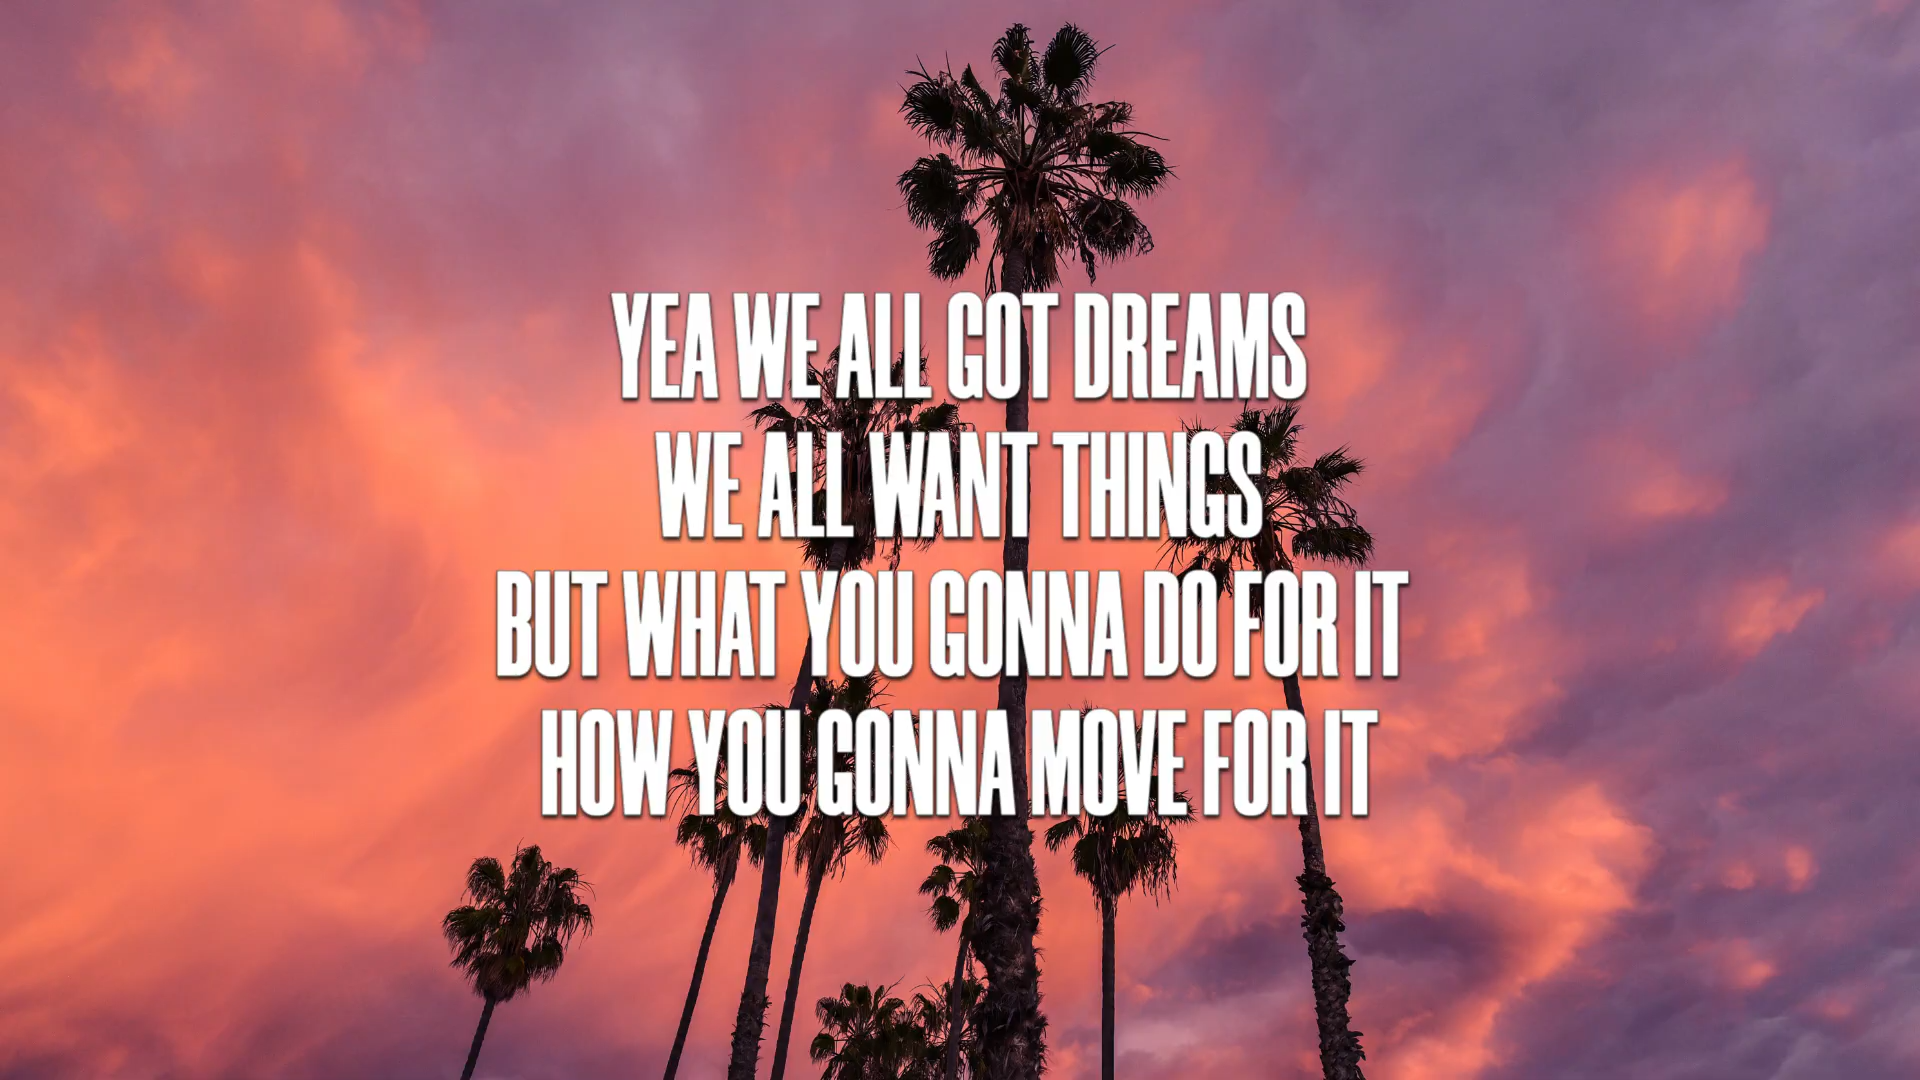 YEA WE ALL GOT DREAMS
WE ALL WANT THINGS
BUT WHAT YOU GONNA DO FOR IT
HOW YOU GONNA MOVE FOR IT